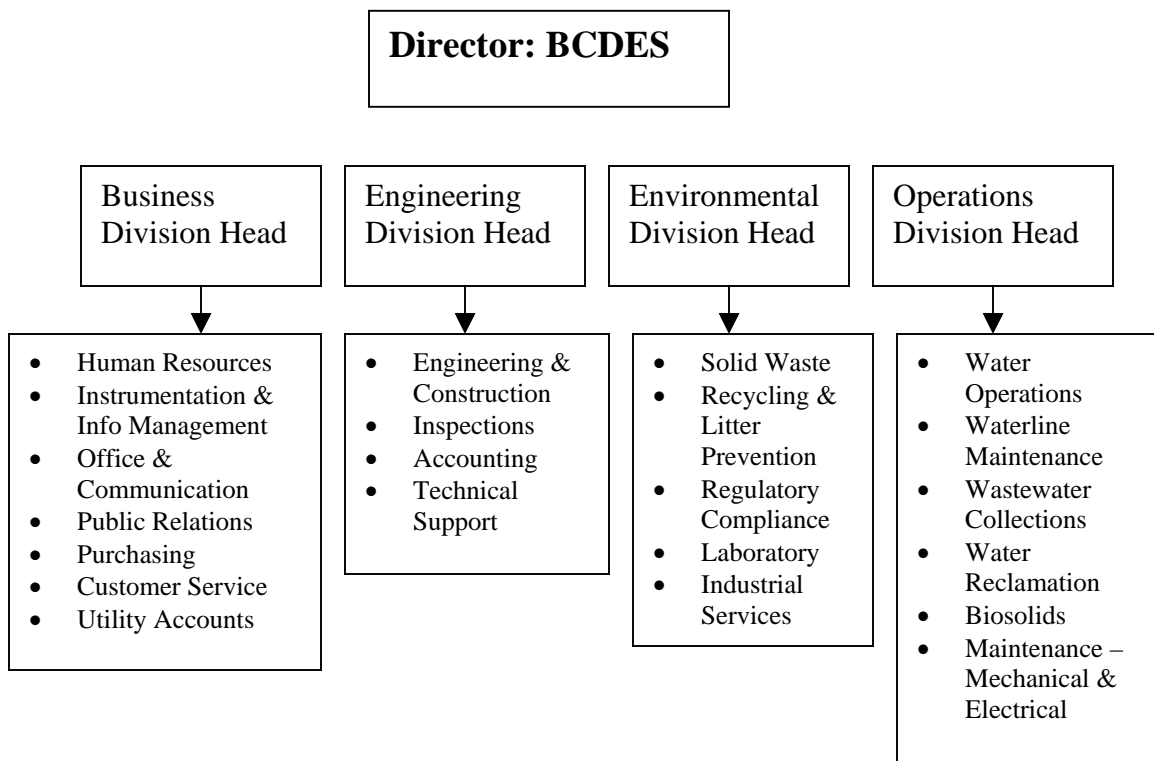 Director: BCDES
Business
Division Head
Engineering
Division Head
Environmental
Division Head
Operations
Division Head
• Human Resources
• Instrumentation &
Info Management
• Office &
Communication
• Public Relations
• Purchasing
• Customer Service
• Utility Accounts
• Engineering &
Construction
• Inspections
• Accounting
• Technical
Support
• Solid Waste
• Recycling &
Litter
Prevention
• Regulatory
Compliance
• Laboratory
• Industrial
Services
• Water
Operations
• Waterline
Maintenance
• Wastewater
Collections
• Water
Reclamation
• Biosolids
• Maintenance –
Mechanical &
Electrical